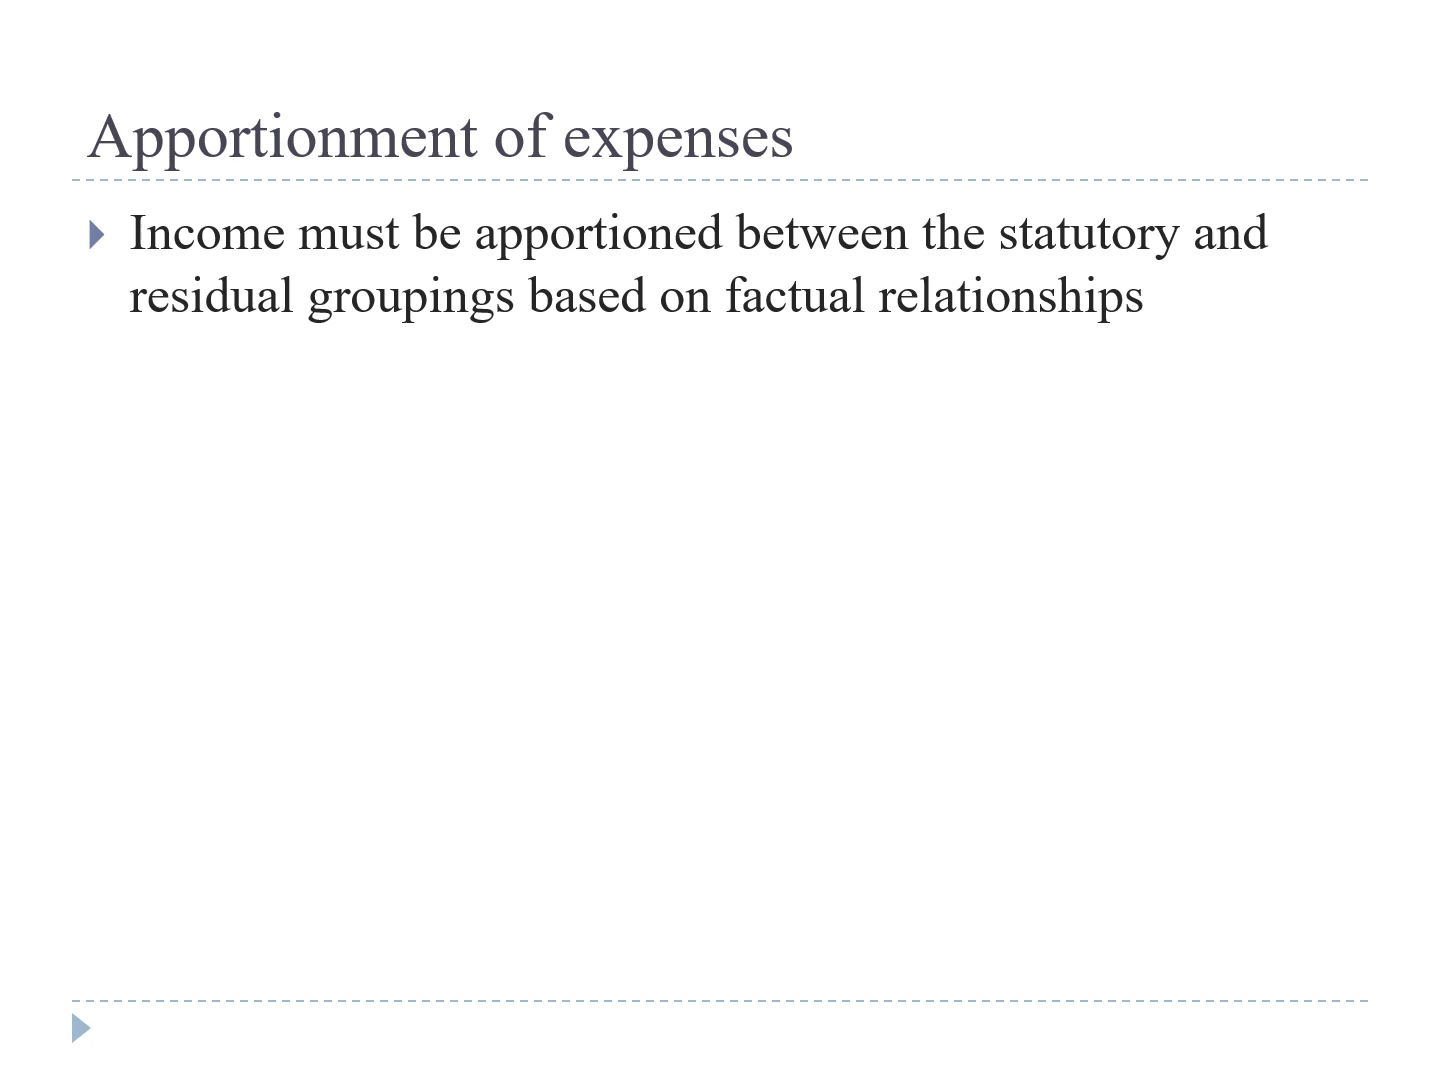 Apportionment of expenses
Income must be apportioned between the statutory and
residual groupings based on factual relationships